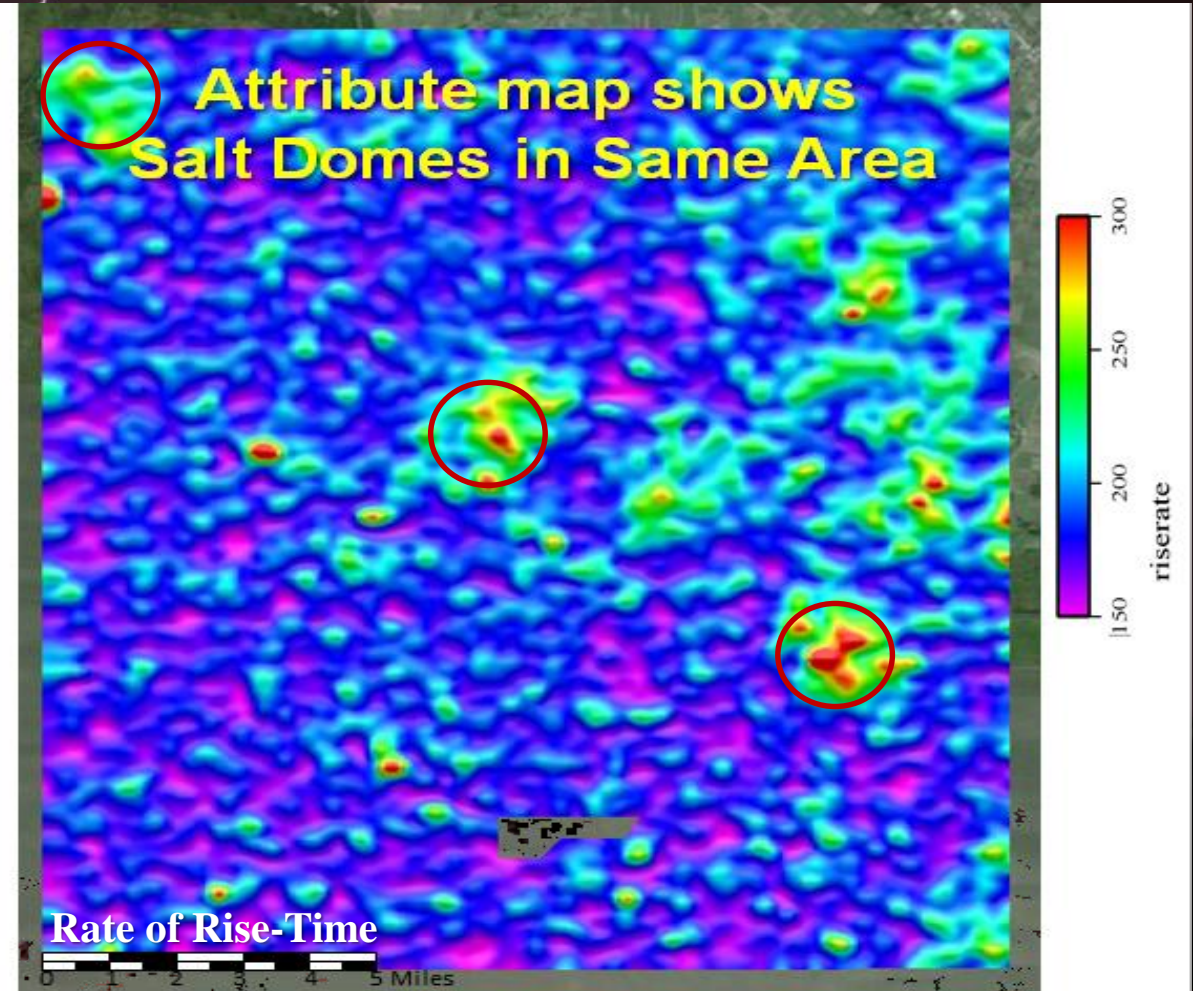 Attribute map shows
Salt Domes in Same Area
300
250
200
150
riserate
Rate of Rise-Time
0 1 2 3 4 5 Miles